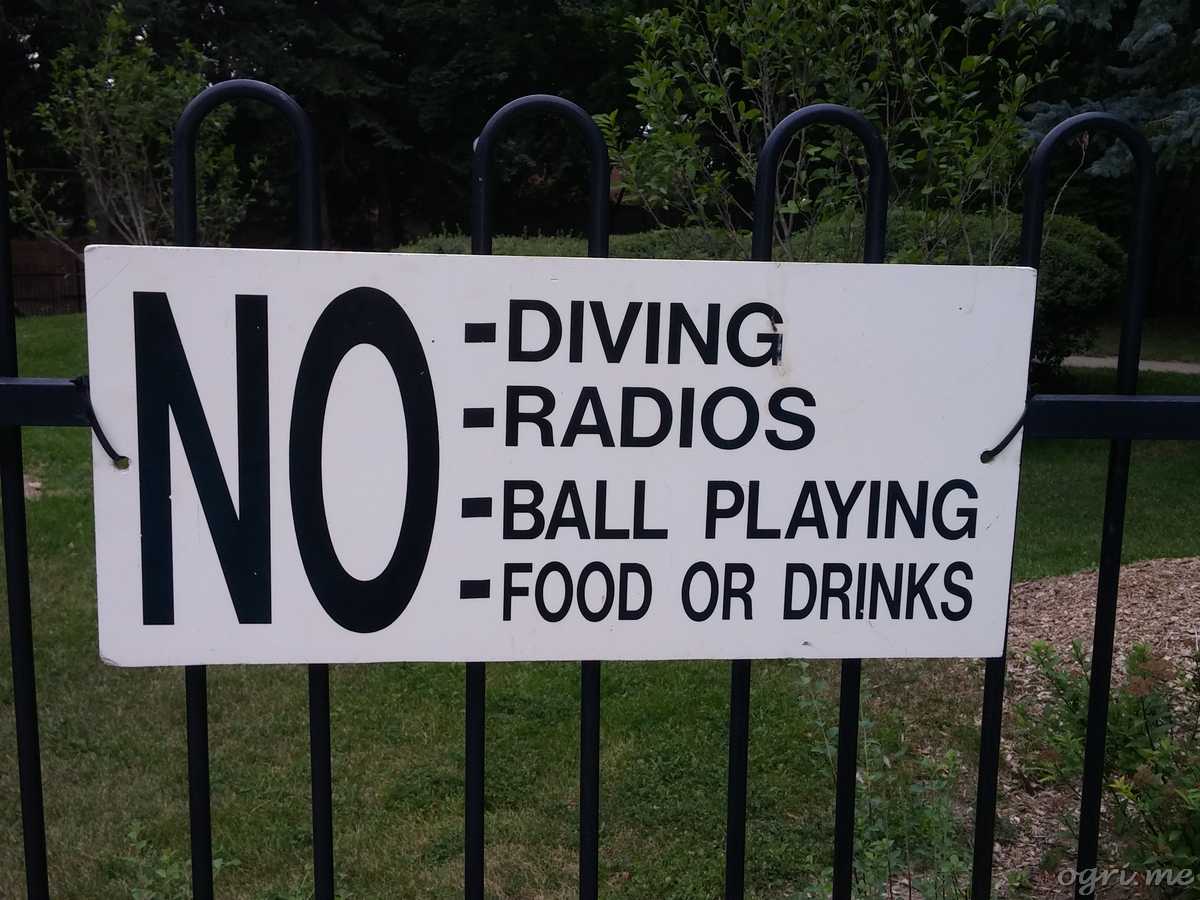 NO
-DIVING
-RADIOS
-BALL PLAYING
-FOOD OR DRINKS
ogri.me